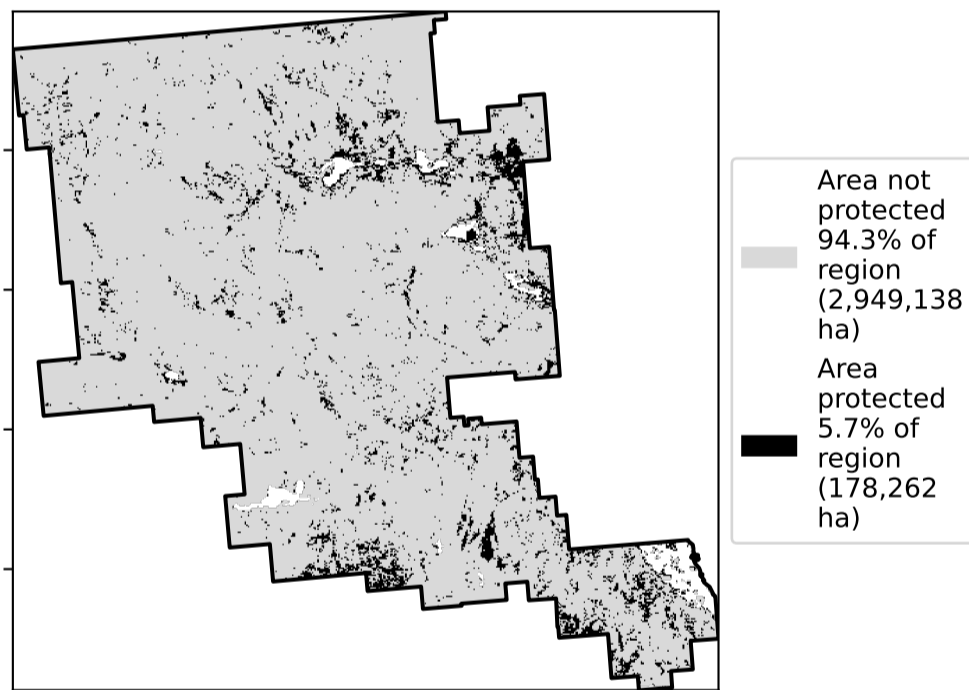 Area not
protected
94.3% of
region
(2,949,138
ha)
Area
protected
5.7% of
region
(178,262
ha)